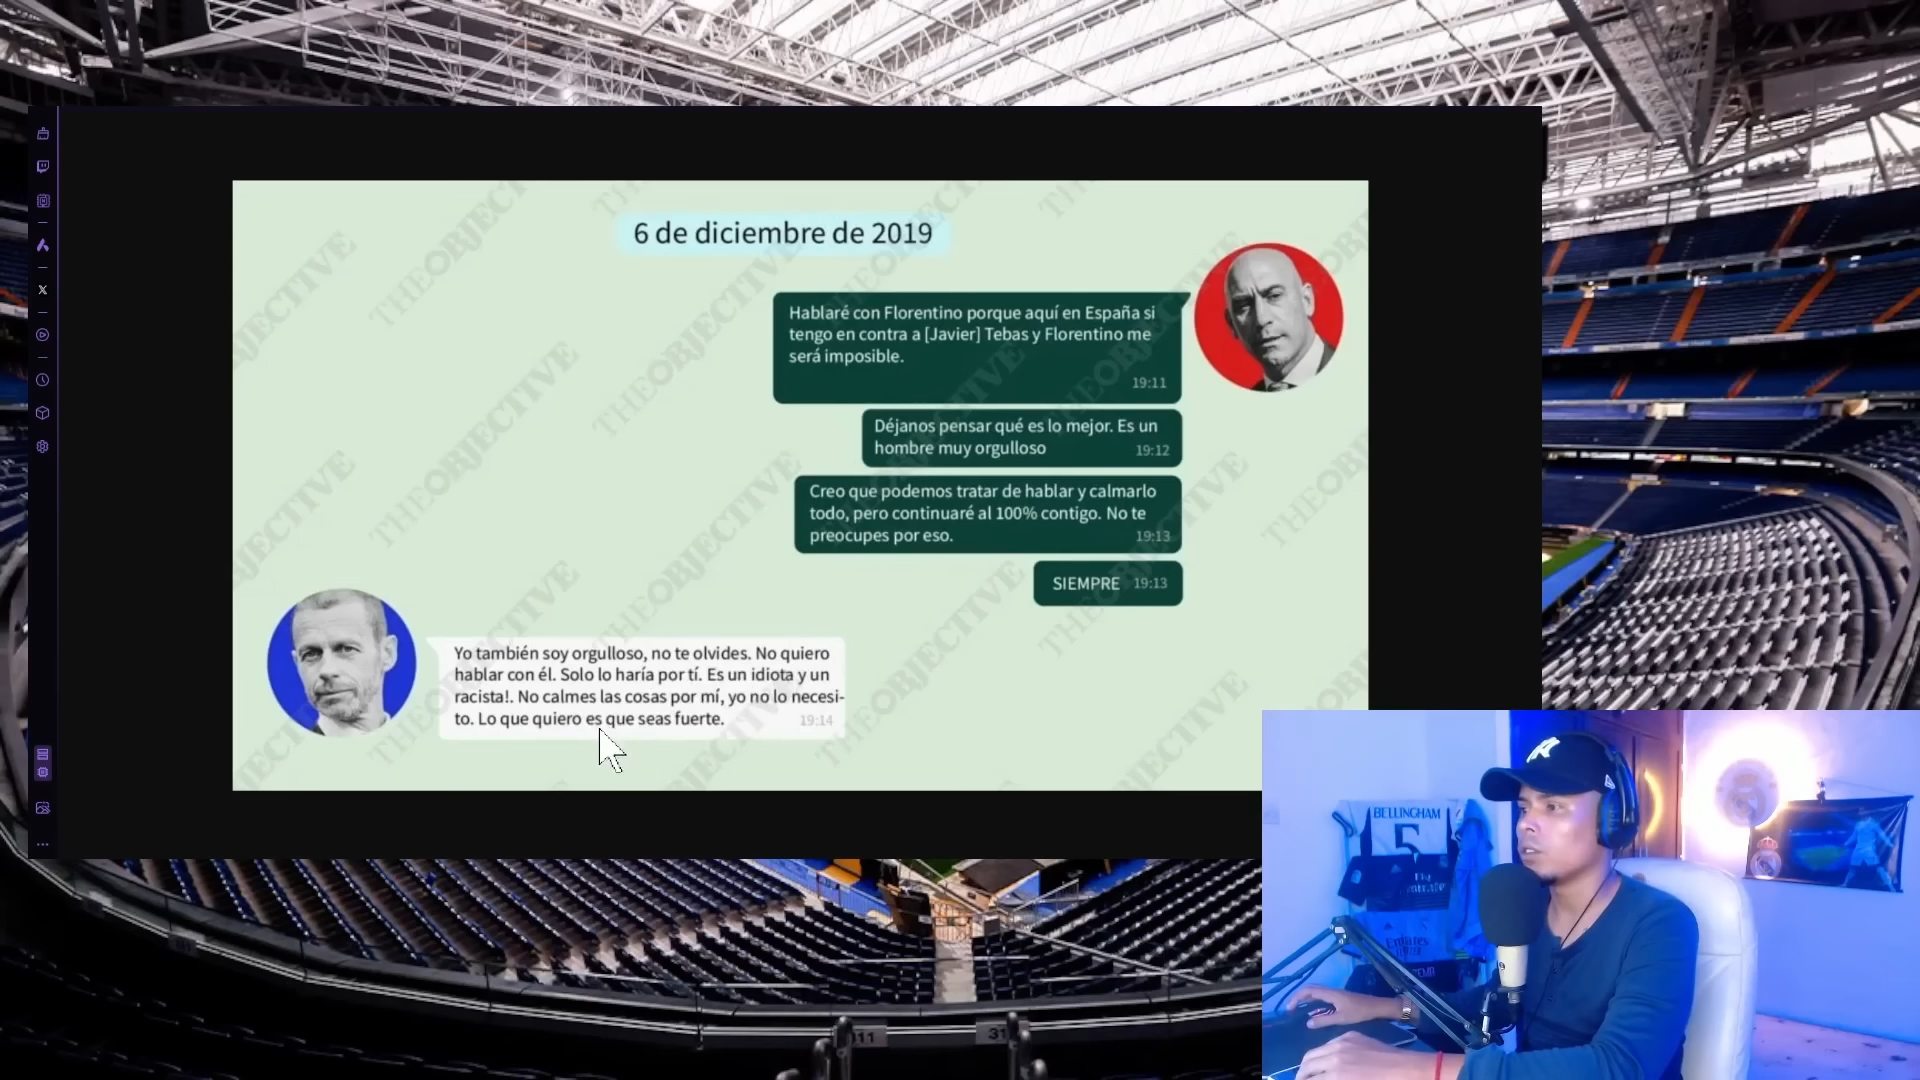 6 de diciembre de 2019
Hablaré con Florentino porque aquí en España si
tengo en contra a [Javier] Tebas y Florentino me
será imposible.
19:11
Déjanos pensar qué es lo mejor. Es un
hombre muy orgulloso
19:12
Creo que podemos tratar de hablar y calmarlo
todo, pero continuaré al 100% contigo. No te
preocupes por eso.
19:13
SIEMPRE 19:13
Yo también soy orgulloso, no te olvides. No quiero
hablar con él. Solo lo haría por tí. Es un idiota y un
racista!. No calmes las cosas por mí, yo no lo necesi-
to. Lo que quiero es que seas fuerte.
19:14
THEOBJECTIVE
BELLINGHAM
5
Fly
Emirates
11
31